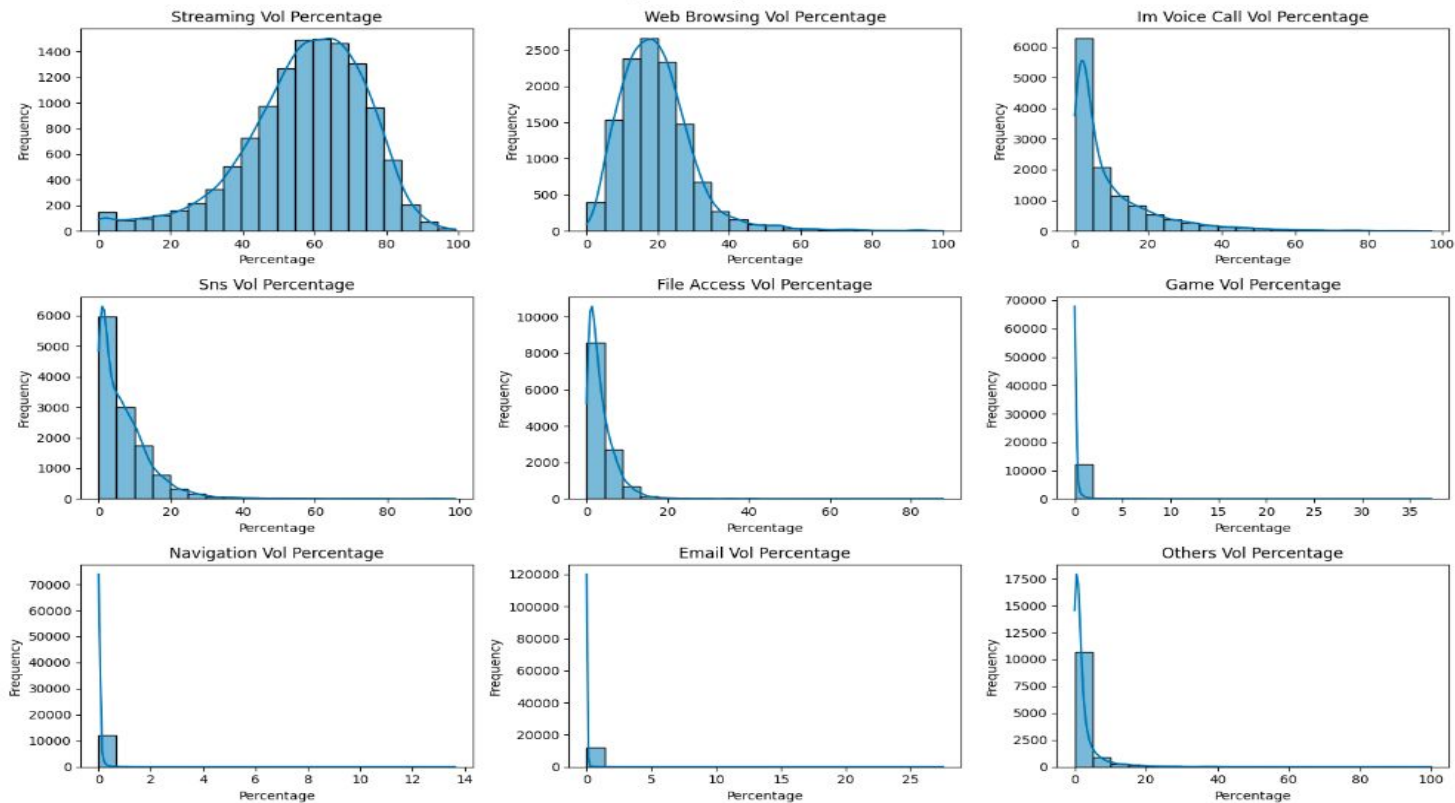 Streaming Vol Percentage
1400
1200
1000
800
600
400
200
0
Frequency
0 20 40 60 80 100
Percentage
Web Browsing Vol Percentage
2500
2000
1500
1000
500
0
Frequency
0 20 40 60 80 100
Percentage
Im Voice Call Vol Percentage
6000
5000
4000
3000
2000
1000
0
Frequency
0 20 40 60 80 100
Percentage
Sns Vol Percentage
6000
5000
4000
3000
2000
1000
0
Frequency
0 20 40 60 80 100
Percentage
File Access Vol Percentage
10000
8000
6000
4000
2000
0
Frequency
0 20 40 60 80
Percentage
Game Vol Percentage
70000
60000
50000
40000
30000
20000
10000
0
Frequency
0 5 10 15 20 25 30 35
Percentage
Navigation Vol Percentage
70000
60000
50000
40000
30000
20000
10000
0
Frequency
0 2 4 6 8 10 12 14
Percentage
Email Vol Percentage
120000
100000
80000
60000
40000
20000
0
Frequency
0 5 10 15 20 25
Percentage
Others Vol Percentage
17500
15000
12500
10000
7500
5000
2500
0
Frequency
0 20 40 60 80 100
Percentage